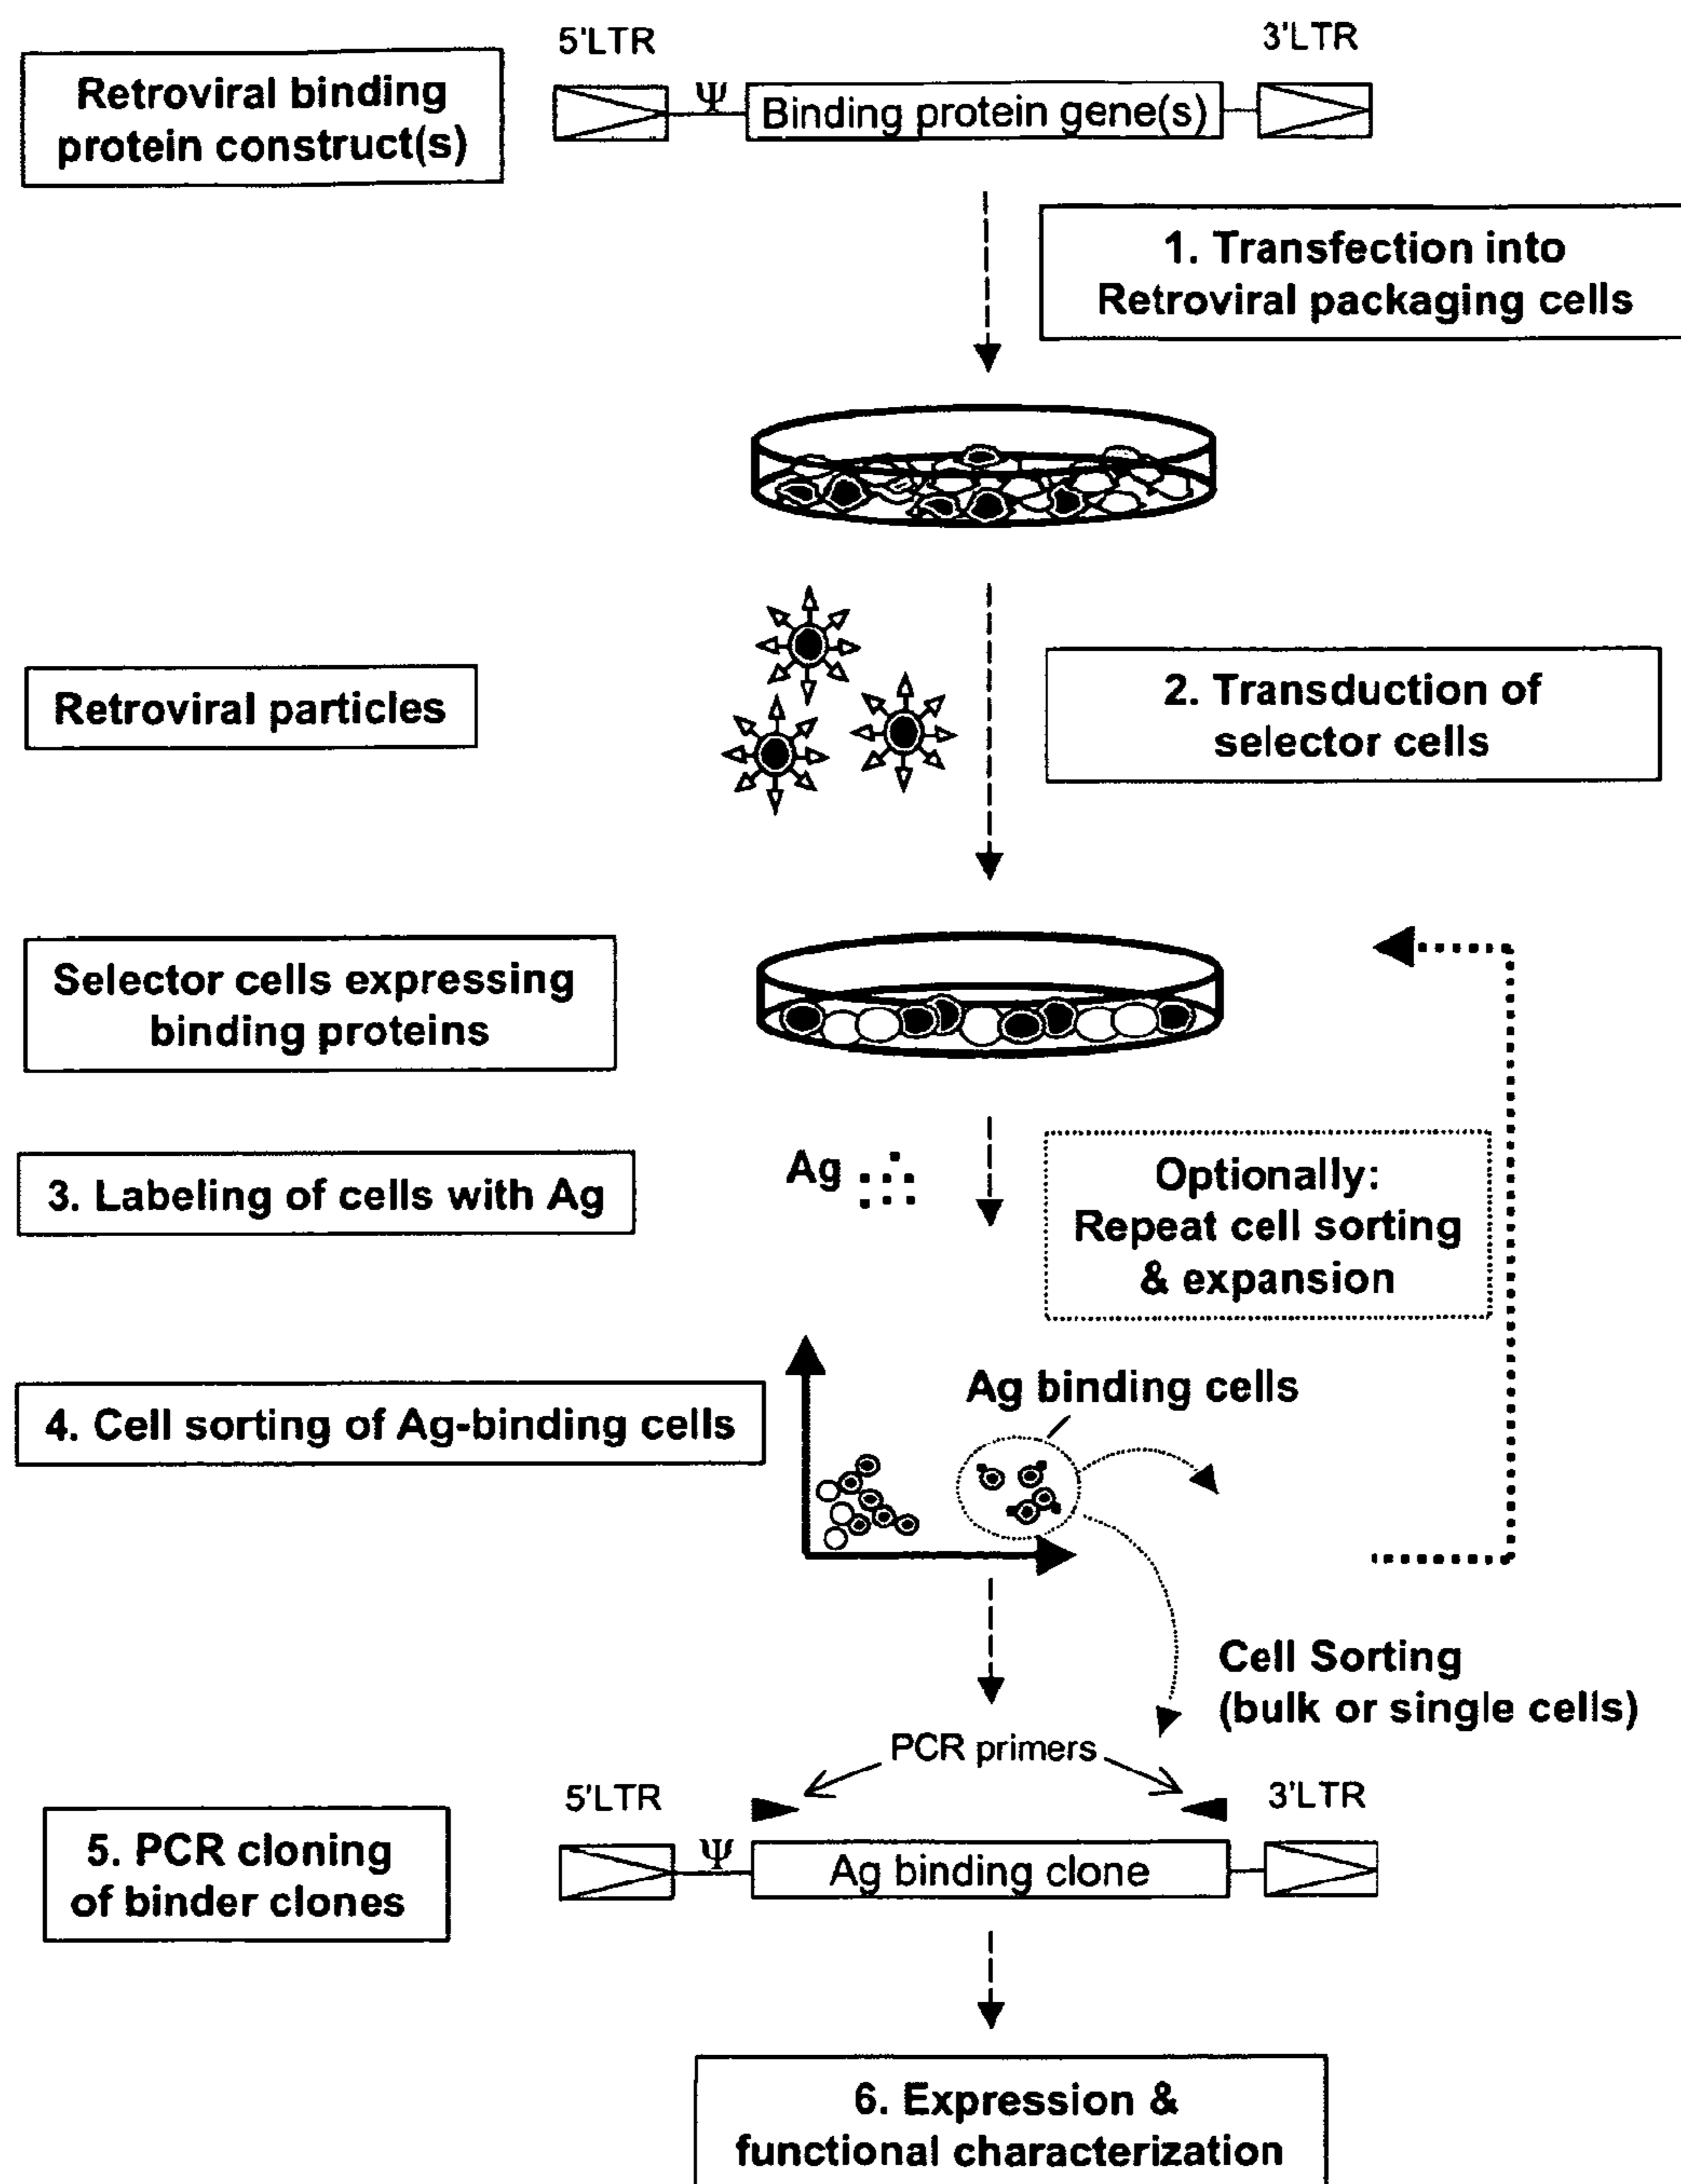 5'LTR
3'LTR
Retroviral binding
protein construct(s)
Ψ
Binding protein gene(s)
1. Transfection into
Retroviral packaging cells
Retroviral particles
2. Transduction of
selector cells
Selector cells expressing
binding proteins
3. Labeling of cells with Ag
Ag
Optionally:
Repeat cell sorting
& expansion
4. Cell sorting of Ag-binding cells
Ag binding cells
Cell Sorting
(bulk or single cells)
PCR primers
5'LTR
3'LTR
5. PCR cloning
of binder clones
Ψ
Ag binding clone
6. Expression &
functional characterization